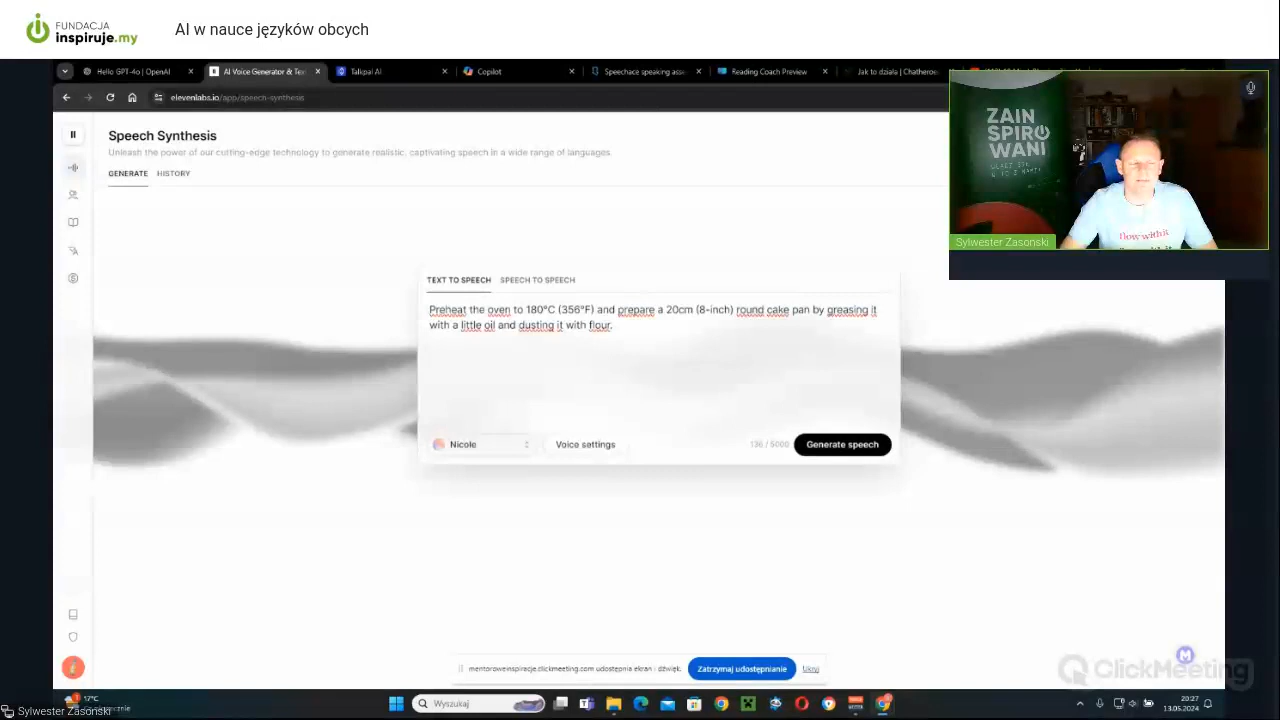 FUNDACJA
inspiruje.my
AI w nauce języków obcych
Hello GPT-4o | OpenAI
AI Voice Generator & Tex
Talkpal AI
Copilot
Speechace speaking asse
Reading Coach Preview
Jak to działa | Chatheroe
elevenlabs.io/app/speech-synthesis
Speech Synthesis
Unleash the power of our cutting-edge technology to generate realistic, captivating speech in a wide range of languages.
GENERATE
HISTORY
ZAIN
SPIRO
WANI
Sylwester Zasonski
TEXT TO SPEECH
SPEECH TO SPEECH
Preheat the oven to 180°C (356°F) and prepare a 20cm (8-inch) round cake pan by greasing it
with a little oil and dusting it with flour.
Nicole
Voice settings
136 / 5000
Generate speech
mentoroweinspiracje.clickmeeting.com udostępnia ekran i dźwięk.
Zatrzymaj udostępnianie
Ukryj
ClickMeeting
12°C
Wyszukaj
20:27
13.05.2024
Sylwester Zasonski